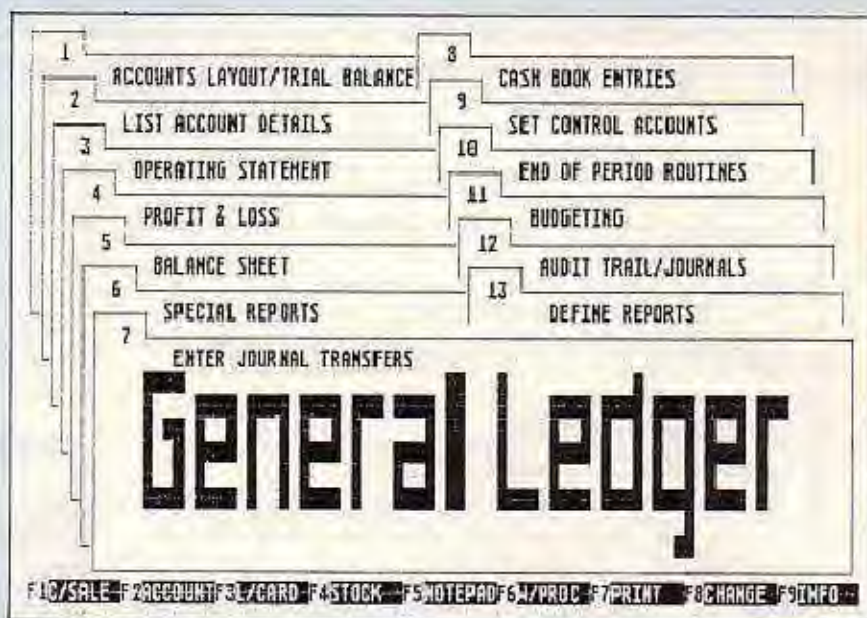 1
ACCOUNTS LAYOUT/TRIAL BALANCE
2
LIST ACCOUNT DETAILS
3
OPERATING STATEMENT
4
PROFIT & LOSS
5
BALANCE SHEET
6
SPECIAL REPORTS
7
ENTER JOURNAL TRANSFERS
8
CASH BOOK ENTRIES
9
SET CONTROL ACCOUNTS
10
END OF PERIOD ROUTINES
11
BUDGETING
12
AUDIT TRAIL/JOURNALS
13
DEFINE REPORTS
General Ledger
F1C/SALE F2ACCOUNT F3L/CARD F4STOCK F5NOTEPAD F6W/PROC F7PRINT F8CHANGE F9INFO